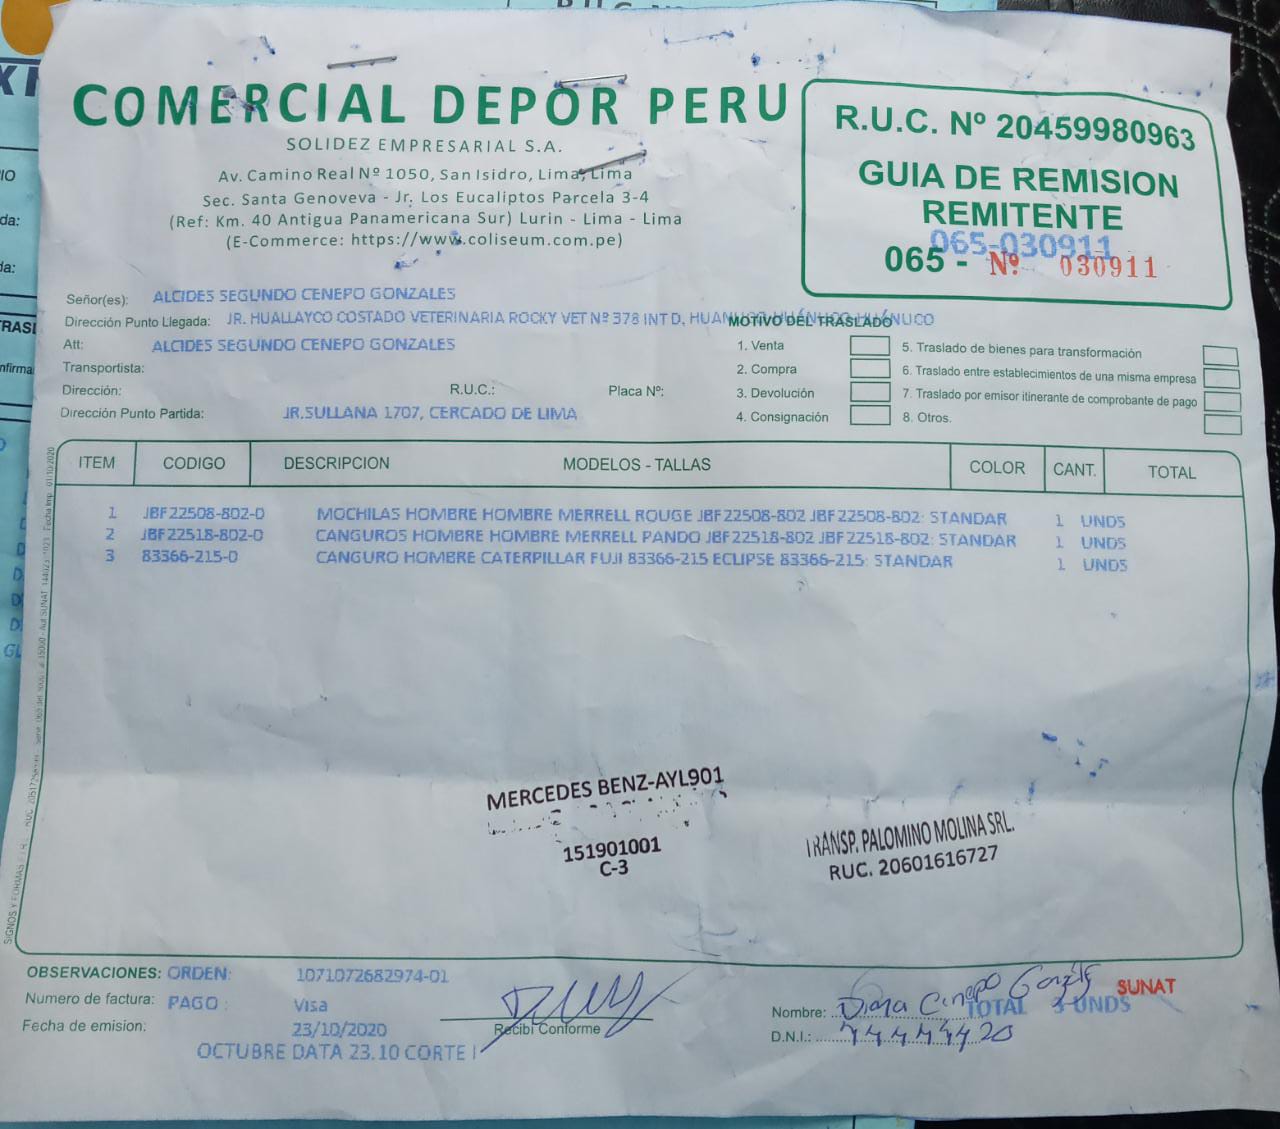 COMERCIAL DEPOR PERU
SOLIDEZ EMPRESARIAL S.A.
Av. Camino Real Nº 1050, San Isidro, Lima, Lima
Sec. Santa Genoveva - Jr. Los Eucaliptos Parcela 3-4
(Ref: Km. 40 Antigua Panamericana Sur) Lurin - Lima - Lima
(E-Commerce: https://www.coliseum.com.pe)
R.U.C. Nº 20459980963
GUIA DE REMISION
REMITENTE
065-030911
065 - Nº 030911
Señor(es): ALCIDES SEGUNDO CENEPO GONZALES
Dirección Punto Llegada: JR. HUALLAYCO COSTADO VETERINARIA ROCKY VET Nº 378 INT D, HUANUCO HUÁNUCO HUÁNUCO
Att: ALCIDES SEGUNDO CENEPO GONZALES
Transportista:
Dirección: R.U.C.: Placa Nº:
Dirección Punto Partida: JR.SULLANA 1707, CERCADO DE LIMA
MOTIVO DEL TRASLADO
1. Venta
2. Compra
3. Devolución
4. Consignación
5. Traslado de bienes para transformación
6. Traslado entre establecimientos de una misma empresa
7. Traslado por emisor itinerante de comprobante de pago
8. Otros.
ITEM CODIGO DESCRIPCION MODELOS - TALLAS COLOR CANT. TOTAL
1 JBF22508-802-0 MOCHILAS HOMBRE HOMBRE MERRELL ROUGE JBF22508-802 JBF22508-802: STANDAR 1 UNDS
2 JBF22518-802-0 CANGUROS HOMBRE HOMBRE MERRELL PANDO JBF22518-802 JBF22518-802: STANDAR 1 UNDS
3 83366-215-0 CANGURO HOMBRE CATERPILLAR FUJI 83366-215 ECLIPSE 83366-215: STANDAR 1 UNDS
MERCEDES BENZ-AYL901
151901001
C-3
TRANSP. PALOMINO MOLINA SRL.
RUC. 20601616727
OBSERVACIONES: ORDEN: 1071072682974-01
Numero de factura: PAGO : Visa
Fecha de emision: 23/10/2020
OCTUBRE DATA 23.10 CORTE I
Recibí Conforme
SUNAT
Nombre: Diana Cenepo Gonzáles
TOTAL 3 UNDS
D.N.I.: